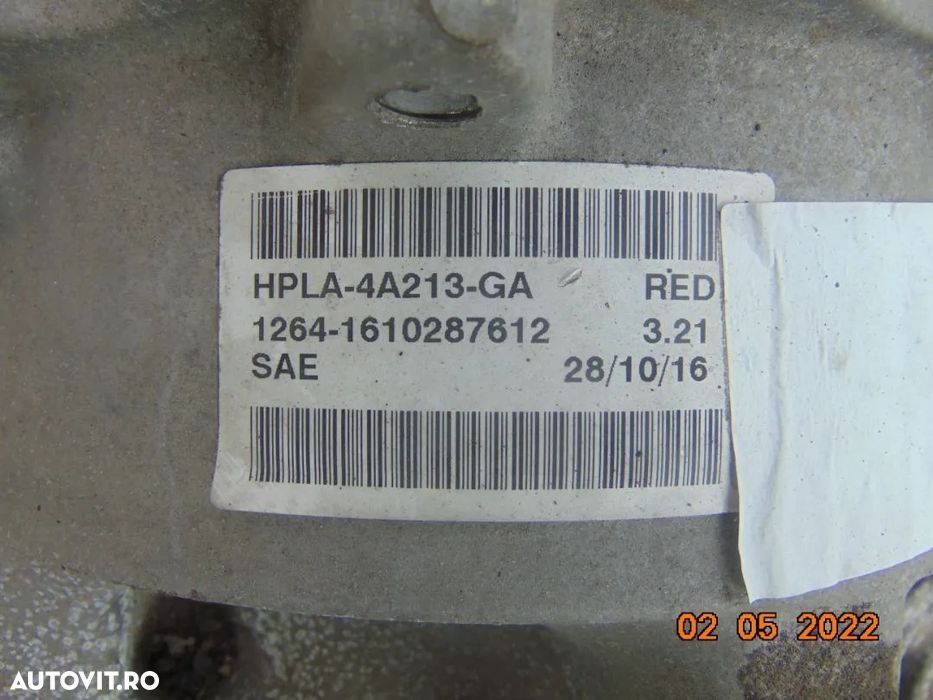 HPLA-4A213-GA RED
1264-1610287612 3.21
SAE 28/10/16
02 05 2022
AUTOVIT.RO